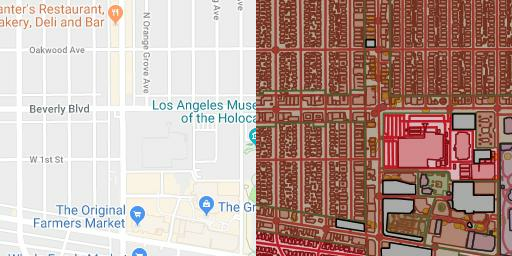 anter's Restaurant,
akery, Deli and Bar
N Orange Grove Ave
Ave
Oakwood Ave
Beverly Blvd
Los Angeles Muse
of the Holoca
W 1st St
The Gr
The Original
Farmers Market